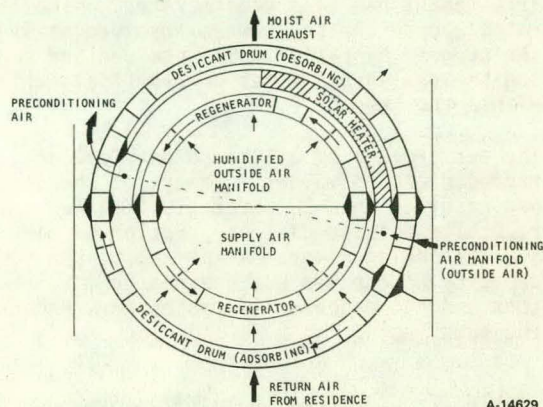 MOIST AIR
EXHAUST
DESICCANT DRUM (DESORBING)
PRECONDITIONING
AIR
REGENERATOR
SOLAR HEATER
HUMIDIFIED
OUTSIDE AIR
MANIFOLD
SUPPLY AIR
MANIFOLD
PRECONDITIONING
AIR MANIFOLD
(OUTSIDE AIR)
REGENERATOR
DESICCANT DRUM (ADSORBING)
RETURN AIR
FROM RESIDENCE
A-14629